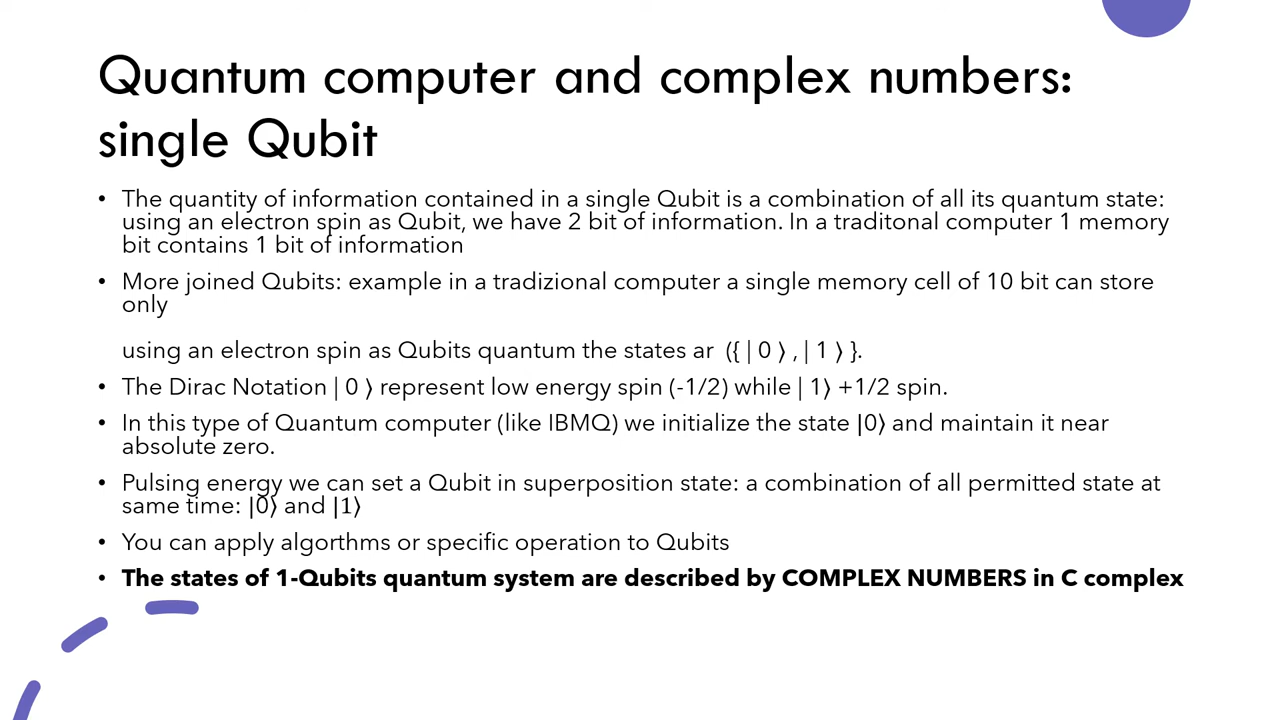 Quantum computer and complex numbers:
single Qubit
• The quantity of information contained in a single Qubit is a combination of all its quantum state:
using an electron spin as Qubit, we have 2 bit of information. In a traditonal computer 1 memory
bit contains 1 bit of information
• More joined Qubits: example in a tradizional computer a single memory cell of 10 bit can store
only
using an electron spin as Qubits quantum the states ar ({ | 0 ⟩ , | 1 ⟩ }.
• The Dirac Notation | 0 ⟩ represent low energy spin (-1/2) while | 1⟩ +1/2 spin.
• In this type of Quantum computer (like IBMQ) we initialize the state |0⟩ and maintain it near
absolute zero.
• Pulsing energy we can set a Qubit in superposition state: a combination of all permitted state at
same time: |0⟩ and |1⟩
• You can apply algorthms or specific operation to Qubits
• The states of 1-Qubits quantum system are described by COMPLEX NUMBERS in C complex